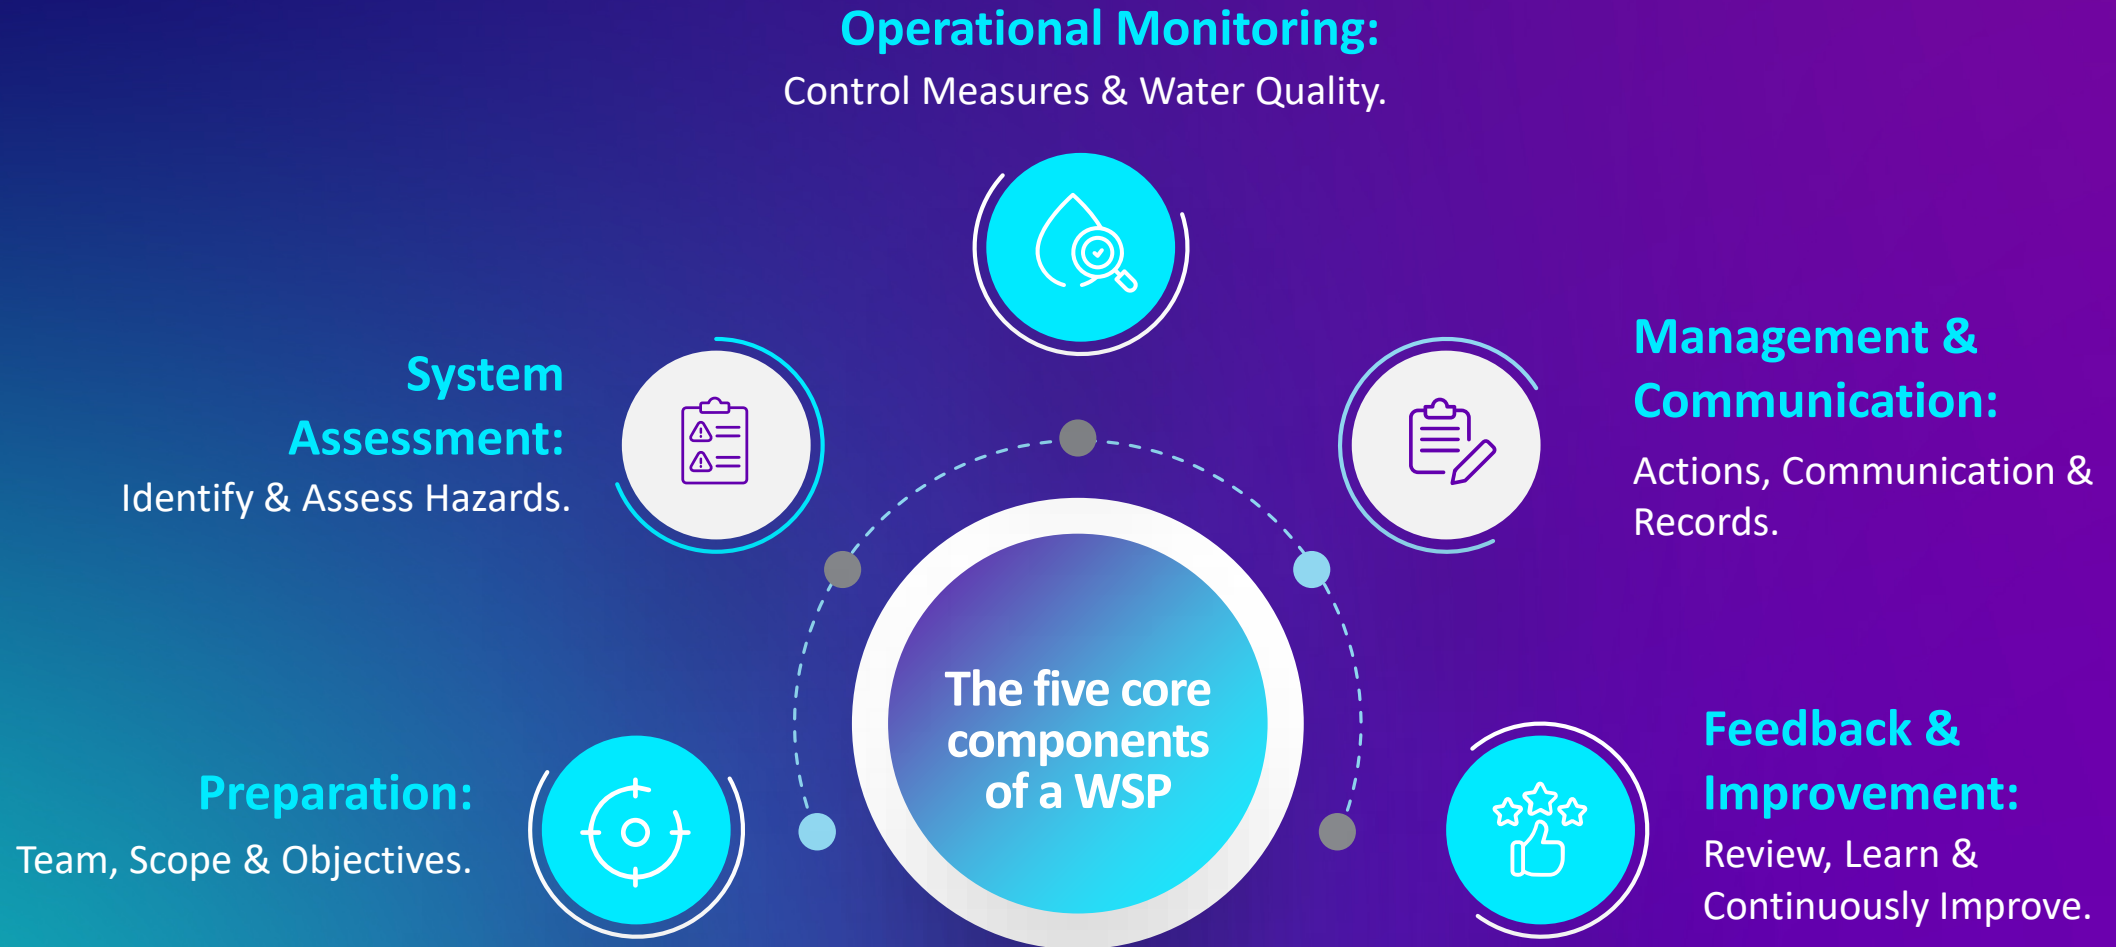 Operational Monitoring:
Control Measures & Water Quality.
System
Assessment:
Identify & Assess Hazards.
Management &
Communication:
Actions, Communication &
Records.
The five core
components
of a WSP
Preparation:
Team, Scope & Objectives.
Feedback &
Improvement:
Review, Learn &
Continuously Improve.